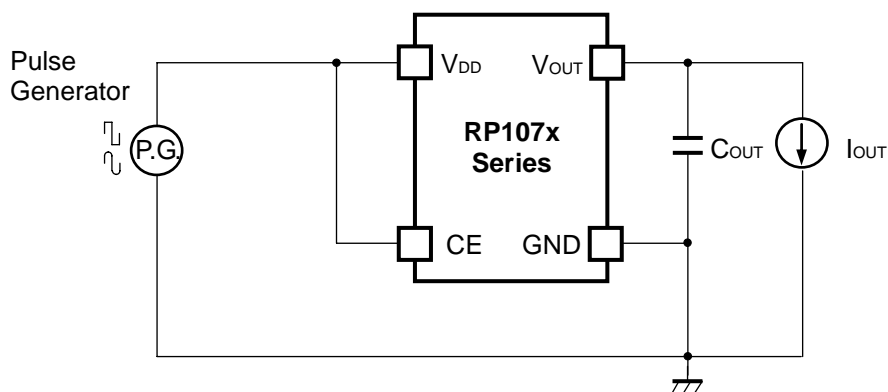 Pulse
Generator
P.G.
VDD
VOUT
RP107x
Series
CE
GND
COUT
IOUT